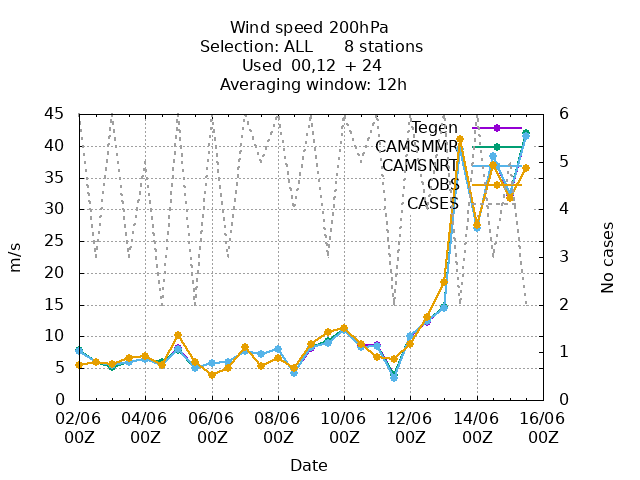 Wind speed 200hPa
Selection: ALL 8 stations
Used 00,12 + 24
Averaging window: 12h
45
40
35
30
25
20
15
10
5
0
6
5
4
3
2
1
0
m/s
No cases
Tegen
CAMSMMR
CAMSNRT
OBS
CASES
02/06 04/06 06/06 08/06 10/06 12/06 14/06 16/06
00Z 00Z 00Z 00Z 00Z 00Z 00Z 00Z
Date